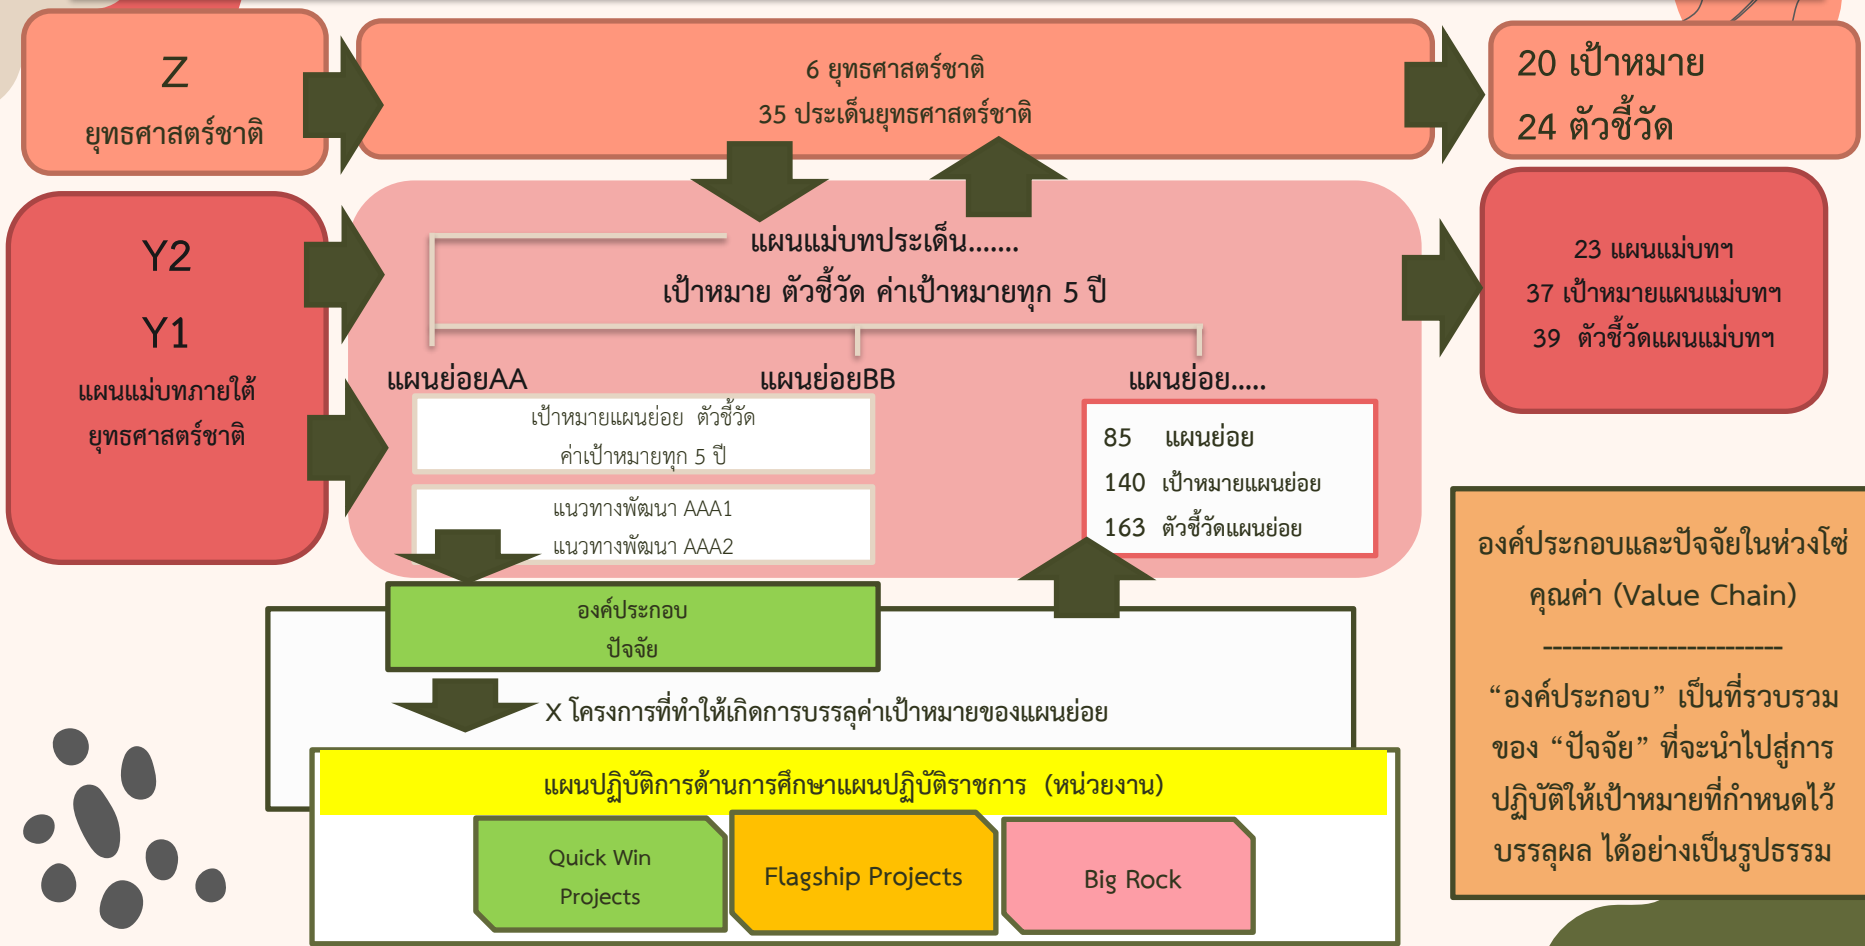 Z
ยุทธศาสตร์ชาติ
6 ยุทธศาสตร์ชาติ
35 ประเด็นยุทธศาสตร์ชาติ
20 เป้าหมาย
24 ตัวชี้วัด
Y2
Y1
แผนแม่บทภายใต้
ยุทธศาสตร์ชาติ
แผนแม่บทประเด็น.......
เป้าหมาย ตัวชี้วัด ค่าเป้าหมายทุก 5 ปี
แผนย่อยAA
แผนย่อยBB
แผนย่อย.....
เป้าหมายแผนย่อย ตัวชี้วัด
ค่าเป้าหมายทุก 5 ปี
แนวทางพัฒนา AAA1
แนวทางพัฒนา AAA2
85 แผนย่อย
140 เป้าหมายแผนย่อย
163 ตัวชี้วัดแผนย่อย
23 แผนแม่บทฯ
37 เป้าหมายแผนแม่บทฯ
39 ตัวชี้วัดแผนแม่บทฯ
องค์ประกอบ
ปัจจัย
X โครงการที่ทำให้เกิดการบรรลุค่าเป้าหมายของแผนย่อย
แผนปฏิบัติการด้านการศึกษาแผนปฏิบัติราชการ (หน่วยงาน)
Quick Win
Projects
Flagship Projects
Big Rock
องค์ประกอบและปัจจัยในห่วงโซ่
คุณค่า (Value Chain)
-------------------------
“องค์ประกอบ” เป็นที่รวบรวม
ของ “ปัจจัย” ที่จะนำไปสู่การ
ปฏิบัติให้เป้าหมายที่กำหนดไว้
บรรลุผล ได้อย่างเป็นรูปธรรม